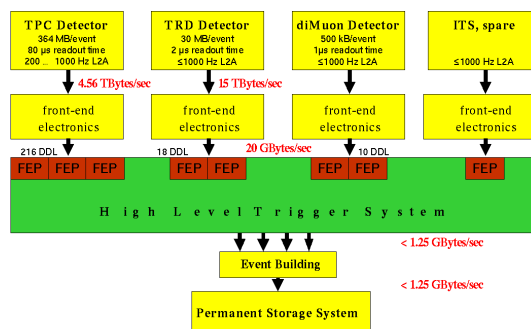 TPC Detector
364 MB/event
80 µs readout time
200 ... 1000 Hz L2A
TRD Detector
30 MB/event
2 µs readout time
≤1000 Hz L2A
diMuon Detector
500 kB/event
1µs readout time
≤1000 Hz L2A
ITS, spare
≤1000 Hz L2A
4.56 TBytes/sec
15 TBytes/sec
front-end
electronics
front-end
electronics
front-end
electronics
front-end
electronics
216 DDL
18 DDL
20 GBytes/sec
10 DDL
FEP FEP FEP
FEP FEP
FEP FEP
FEP
High Level Trigger System
< 1.25 GBytes/sec
Event Building
< 1.25 GBytes/sec
Permanent Storage System